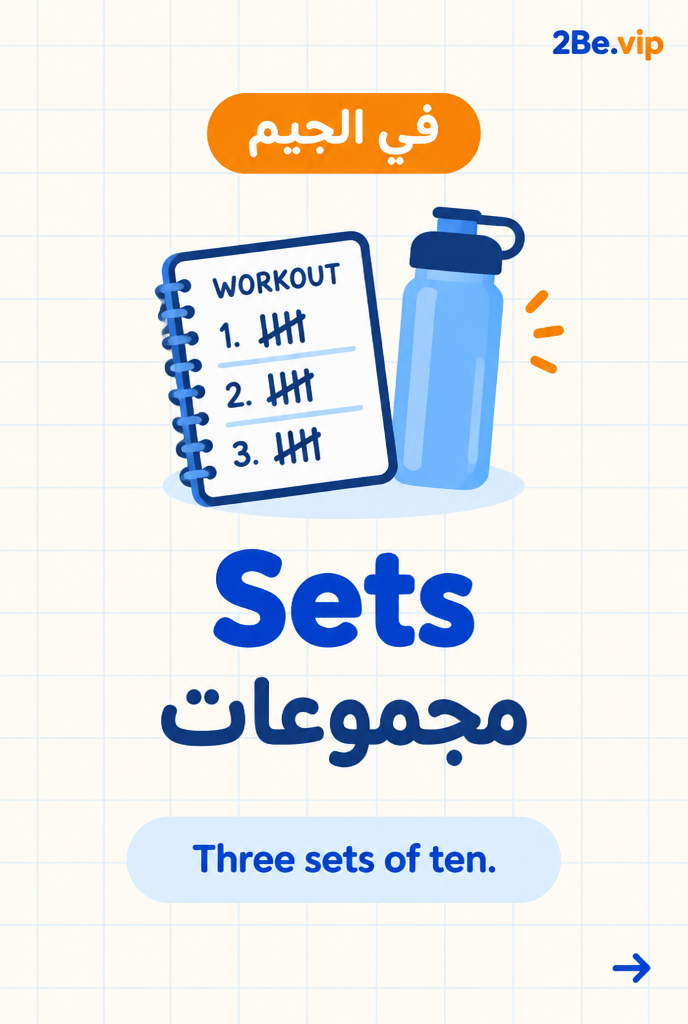 2Be.vip
في الجيم
WORKOUT
1.
2.
3.
Sets
مجموعات
Three sets of ten.